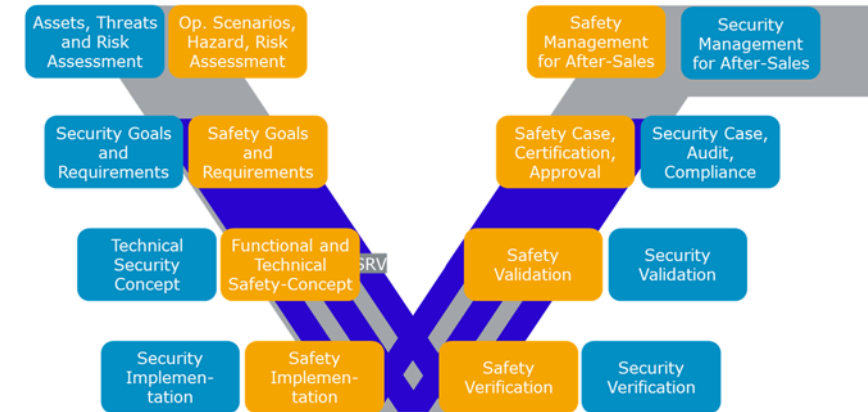 Assets, Threats
and Risk
Assessment
Op. Scenarios,
Hazard, Risk
Assessment
Safety
Management
for After-Sales
Security
Management
for After-Sales
Security Goals
and
Requirements
Safety Goals
and
Requirements
Safety Case,
Certification,
Approval
Security Case,
Audit,
Compliance
Technical
Security
Concept
Functional and
Technical
Safety-Concept
SRV
Safety
Validation
Security
Validation
Security
Implemen-
tation
Safety
Implemen-
tation
Safety
Verification
Security
Verification